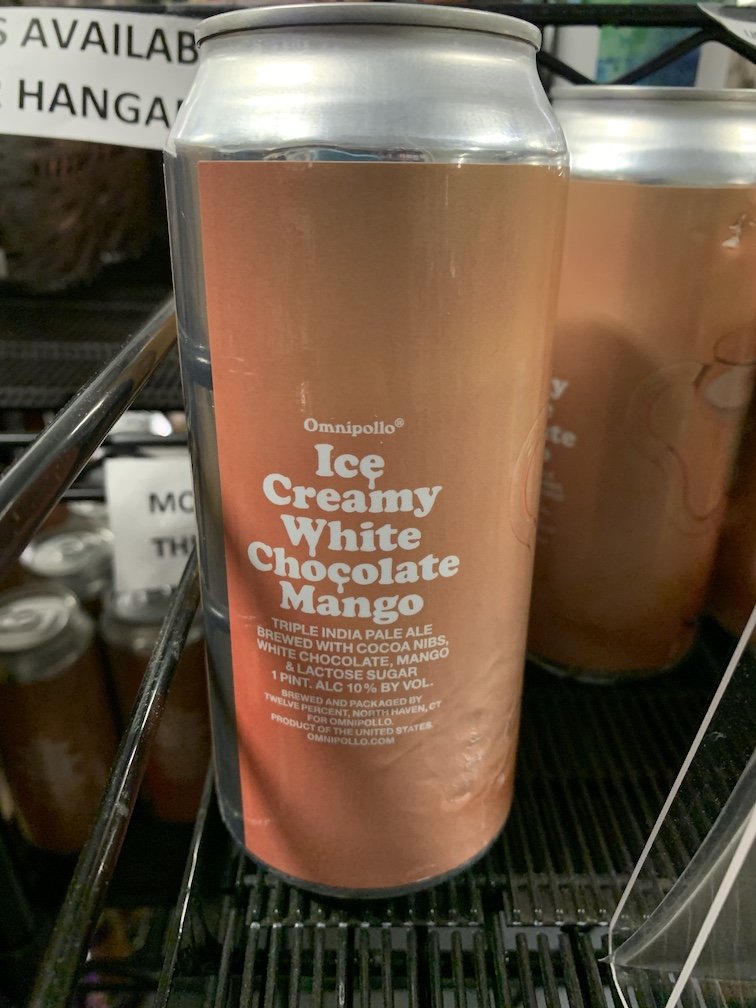 S AVAILAB
HANGA
Omnipollo®
Ice
Creamy
White
Chocolate
Mango
TRIPLE INDIA PALE ALE
BREWED WITH COCOA NIBS,
WHITE CHOCOLATE, MANGO
& LACTOSE SUGAR
1 PINT. ALC 10% BY VOL.
BREWED AND PACKAGED BY
TWELVE PERCENT, NORTH HAVEN, CT
FOR OMNIPOLLO.
PRODUCT OF THE UNITED STATES.
OMNIPOLLO.COM
MO
THI
y
te